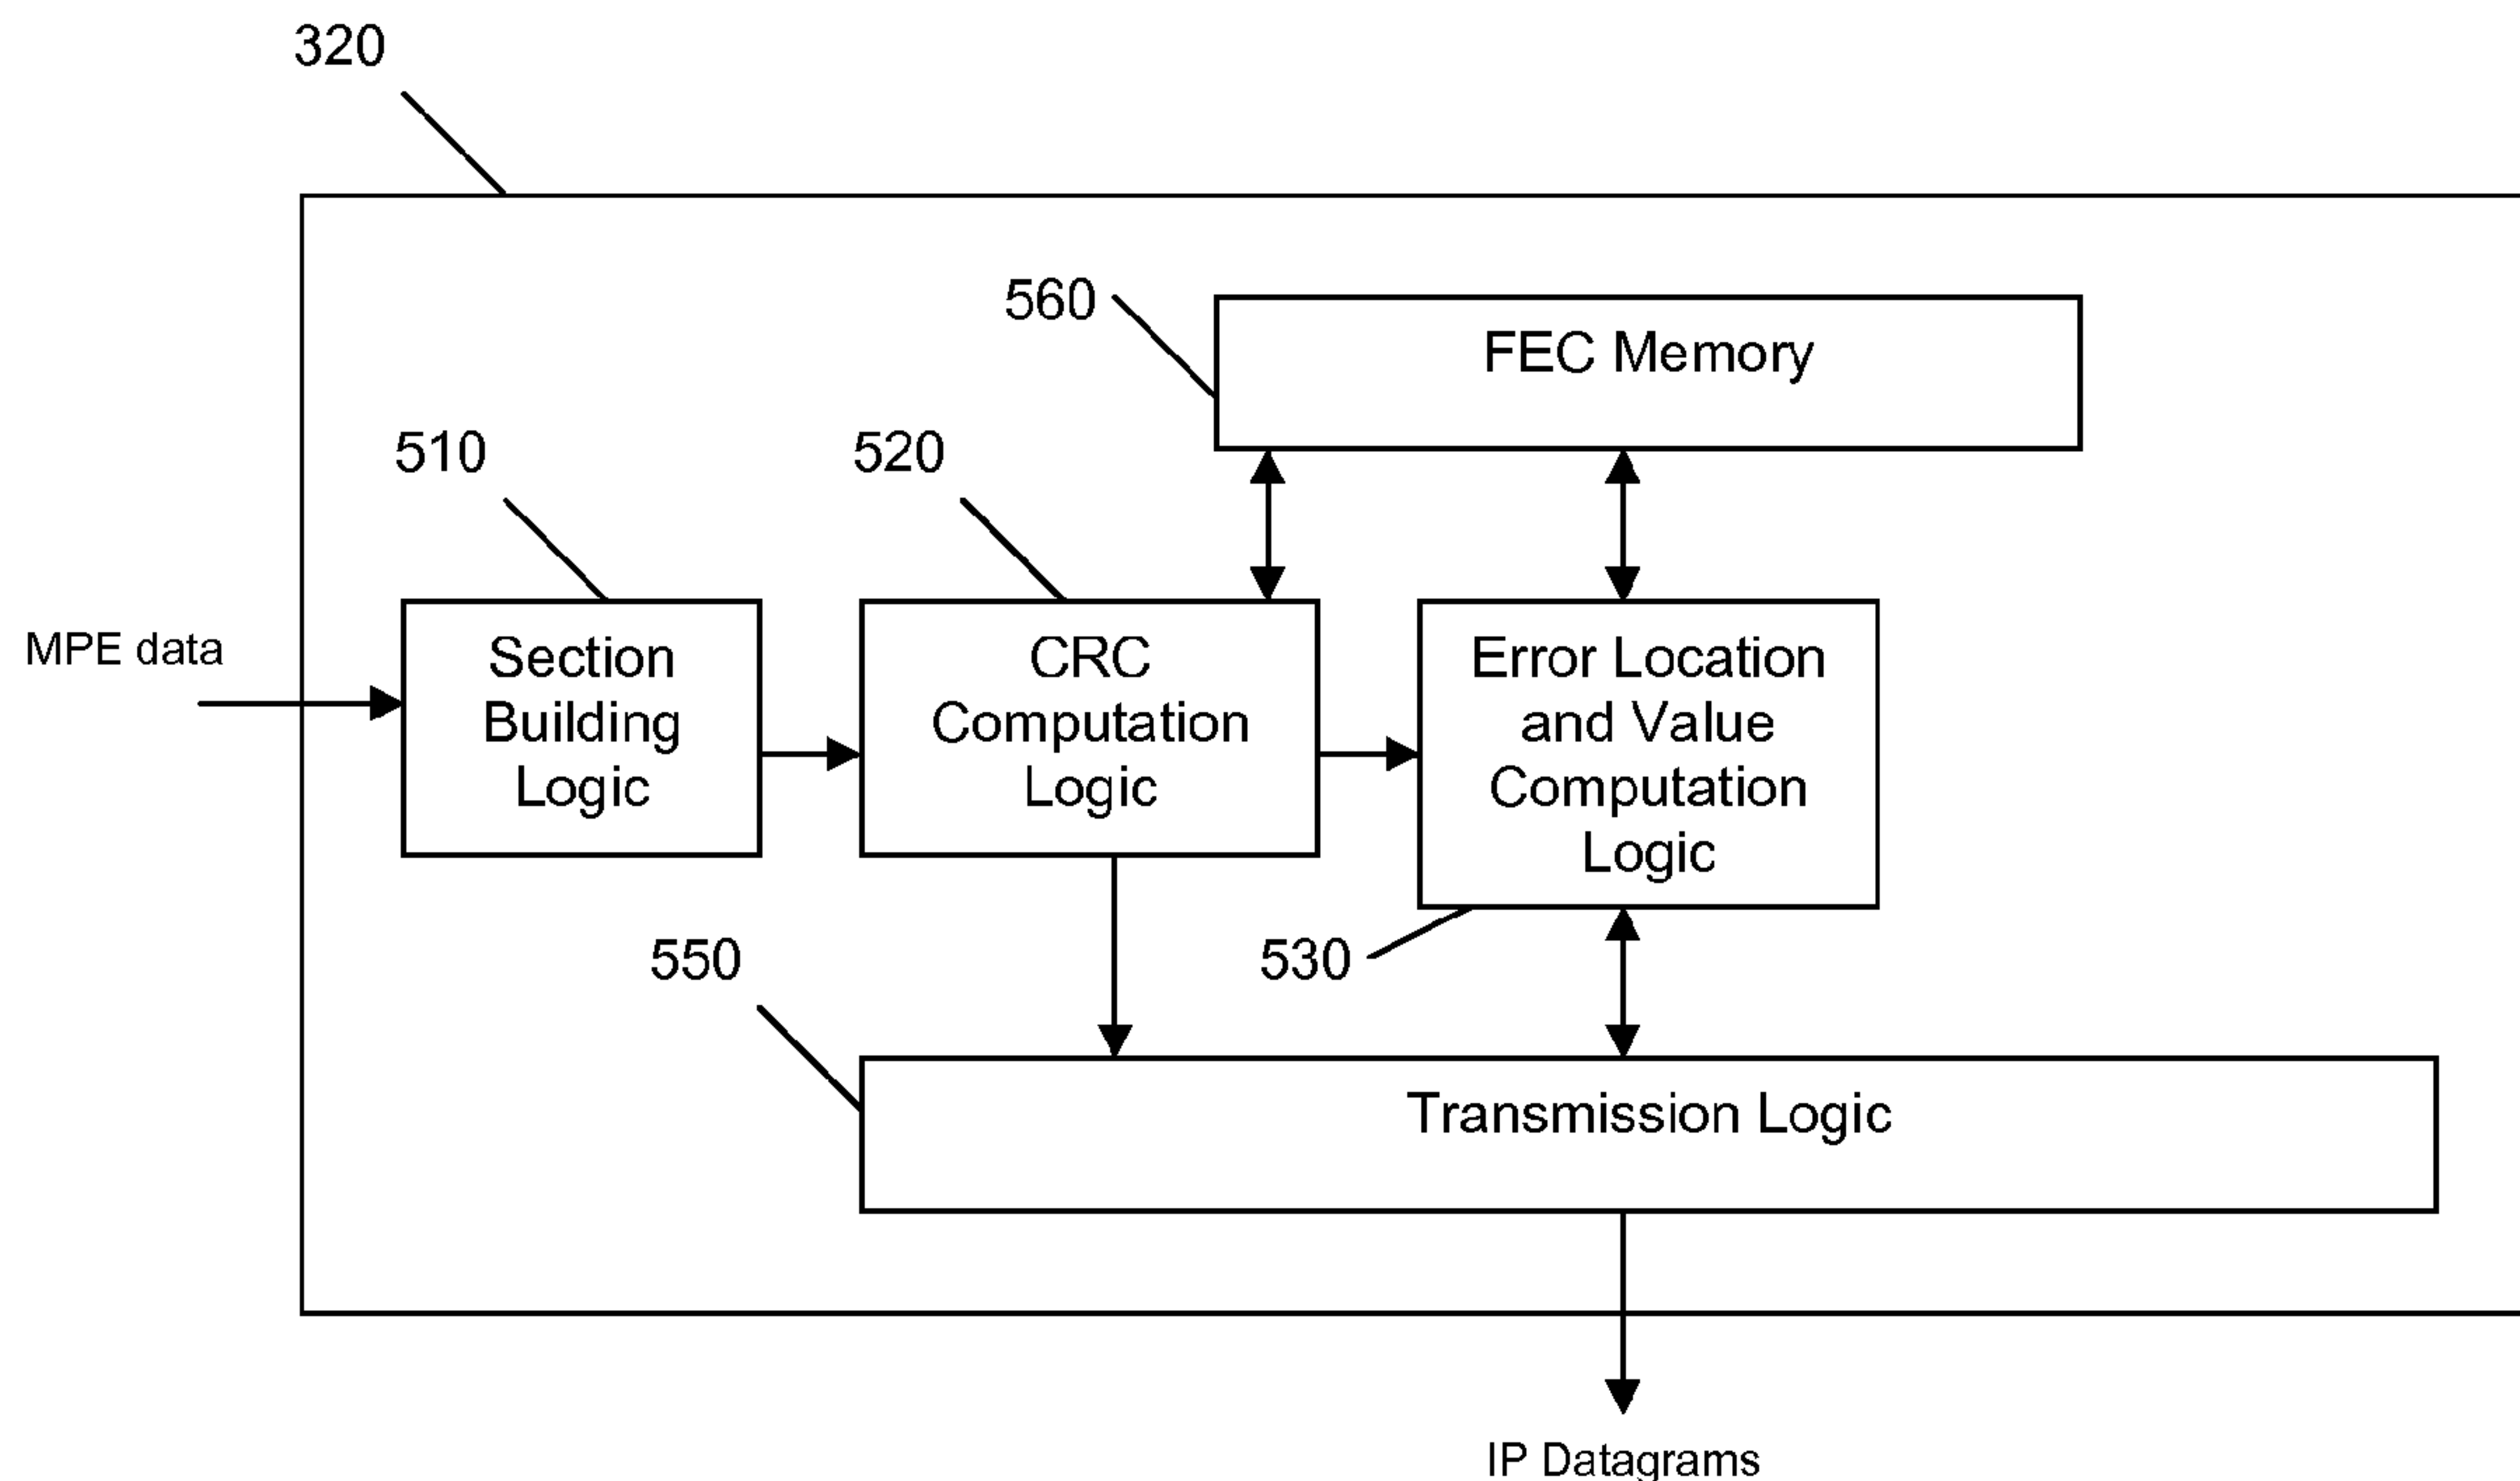 320
560
FEC Memory
510
520
MPE data
Section
Building
Logic
CRC
Computation
Logic
Error Location
and Value
Computation
Logic
550
530
Transmission Logic
IP Datagrams